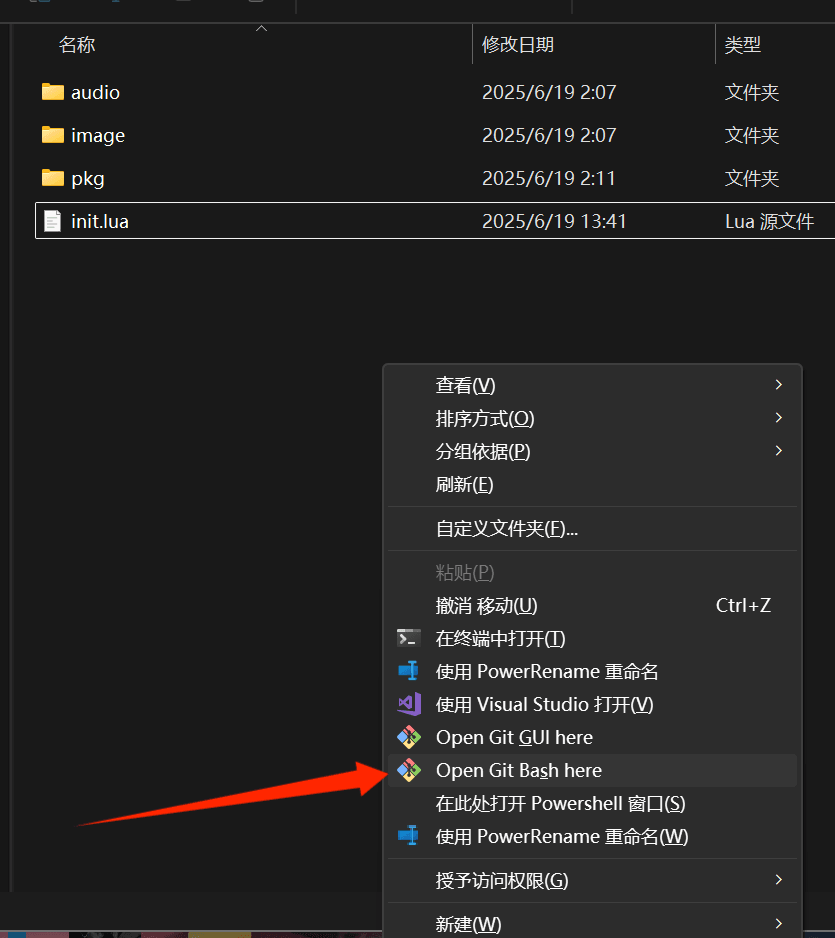 名称 修改日期 类型
audio 2025/6/19 2:07 文件夹
image 2025/6/19 2:07 文件夹
pkg 2025/6/19 2:11 文件夹
init.lua 2025/6/19 13:41 Lua 源文件
查看(V)
排序方式(O)
分组依据(P)
刷新(E)
自定义文件夹(F)...
粘贴(P)
撤消 移动(U) Ctrl+Z
在终端中打开(T)
使用 PowerRename 重命名
使用 Visual Studio 打开(V)
Open Git GUI here
Open Git Bash here
在此处打开 Powershell 窗口(S)
使用 PowerRename 重命名(W)
授予访问权限(G)
新建(W)